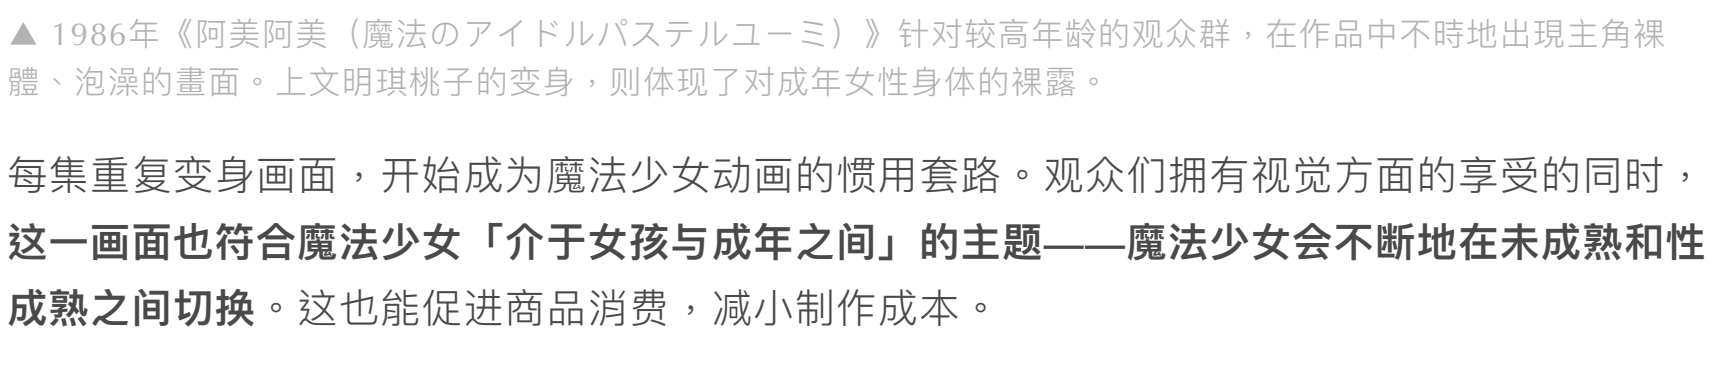 ▲ 1986年《阿美阿美（魔法のアイドルパステルユーミ）》针对较高年龄的观众群，在作品中不時地出現主角裸
體、泡澡的畫面。上文明琪桃子的变身，则体现了对成年女性身体的裸露。
每集重复变身画面，开始成为魔法少女动画的惯用套路。观众们拥有视觉方面的享受的同时，
这一画面也符合魔法少女「介于女孩与成年之间」的主题——魔法少女会不断地在未成熟和性
成熟之间切换。这也能促进商品消费，减小制作成本。